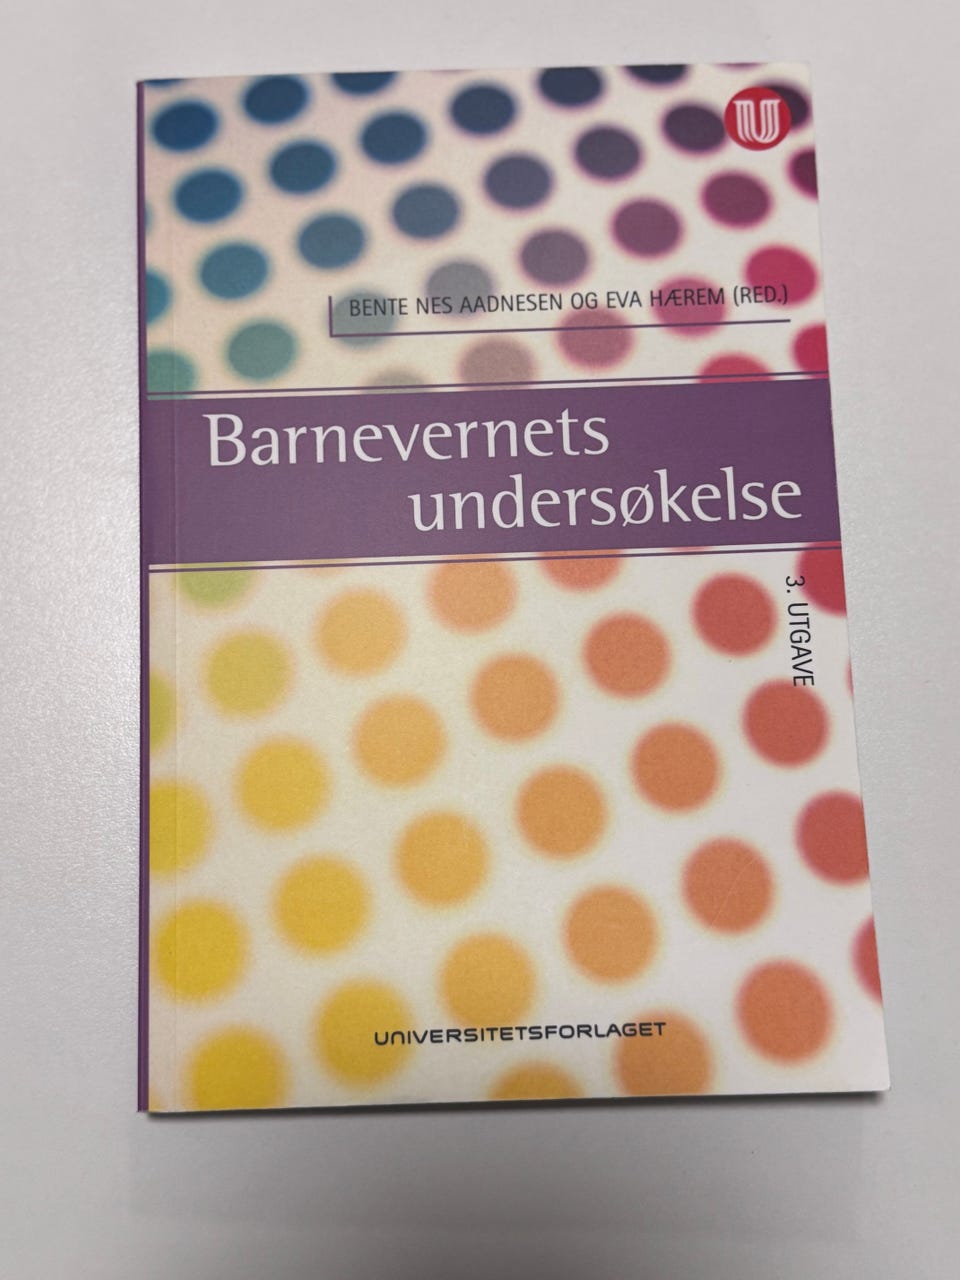 U
BENTE NES AADNESEN OG EVA HÆREM (RED.)
Barnevernets
undersøkelse
3. UTGAVE
UNIVERSITETSFORLAGET